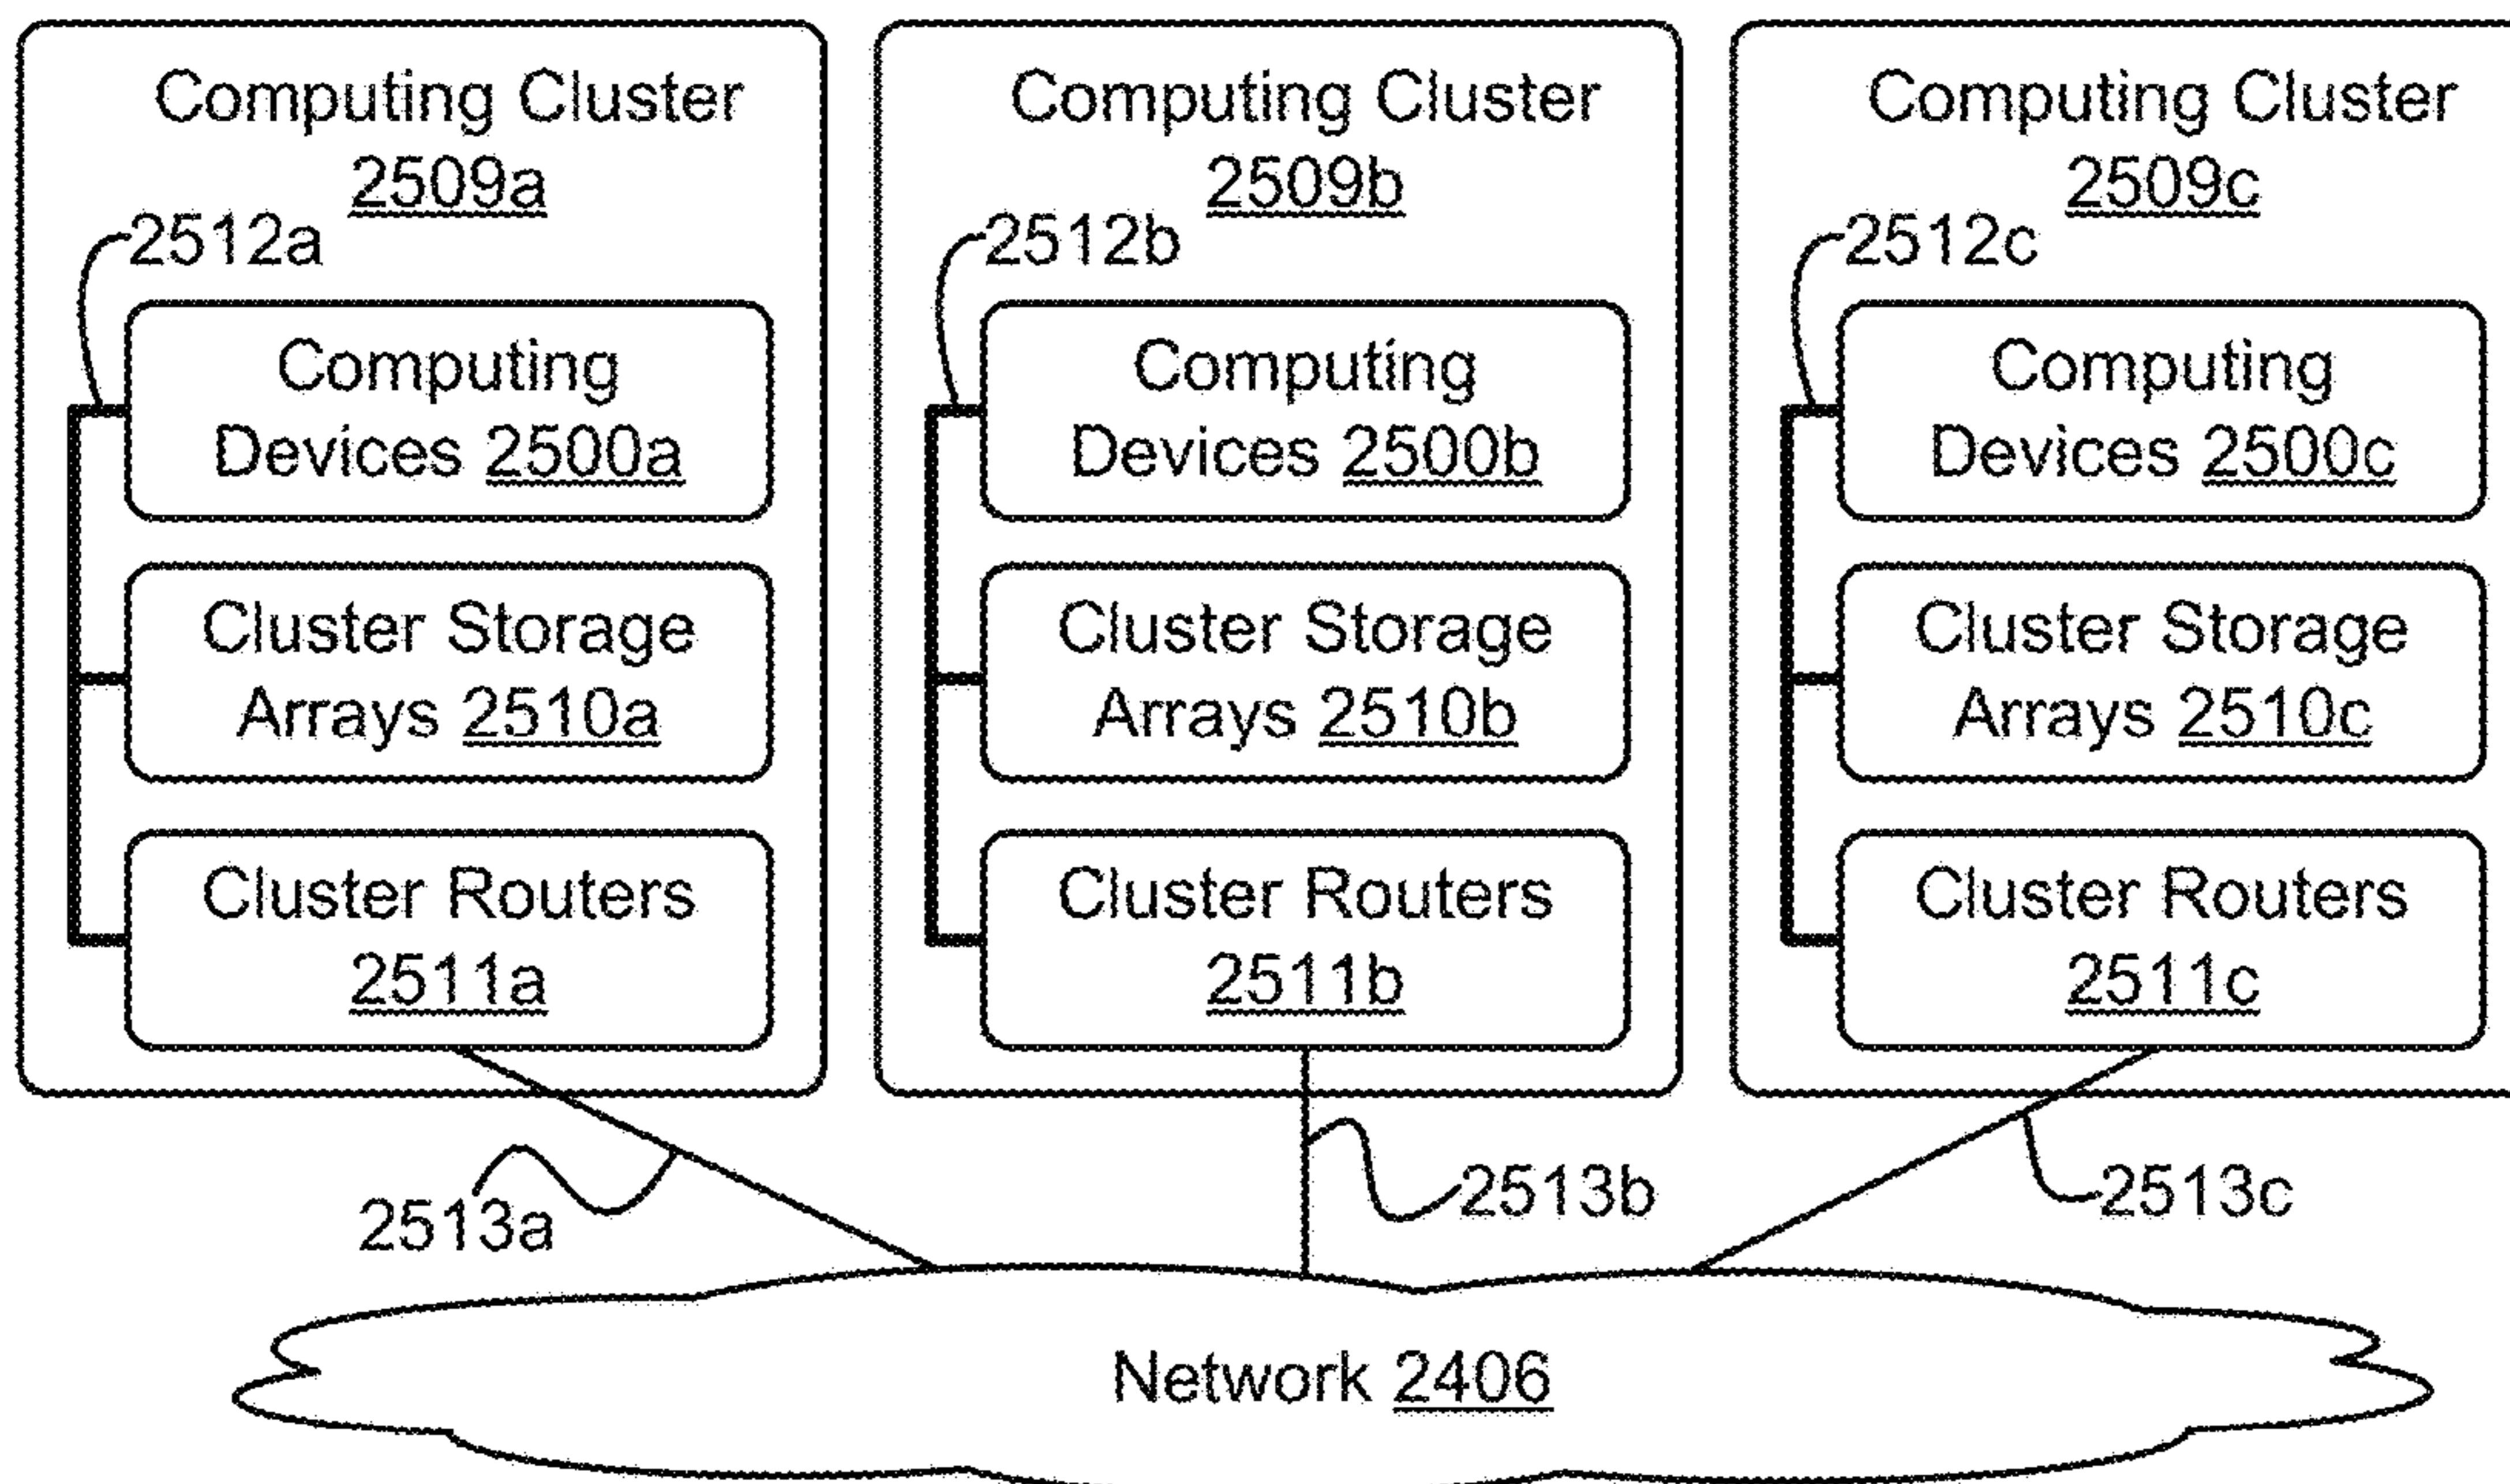 Computing Cluster
2509a
2512a
Computing
Devices 2500a
Cluster Storage
Arrays 2510a
Cluster Routers
2511a
Computing Cluster
2509b
2512b
Computing
Devices 2500b
Cluster Storage
Arrays 2510b
Cluster Routers
2511b
Computing Cluster
2509c
2512c
Computing
Devices 2500c
Cluster Storage
Arrays 2510c
Cluster Routers
2511c
2513a
2513b
2513c
Network 2406